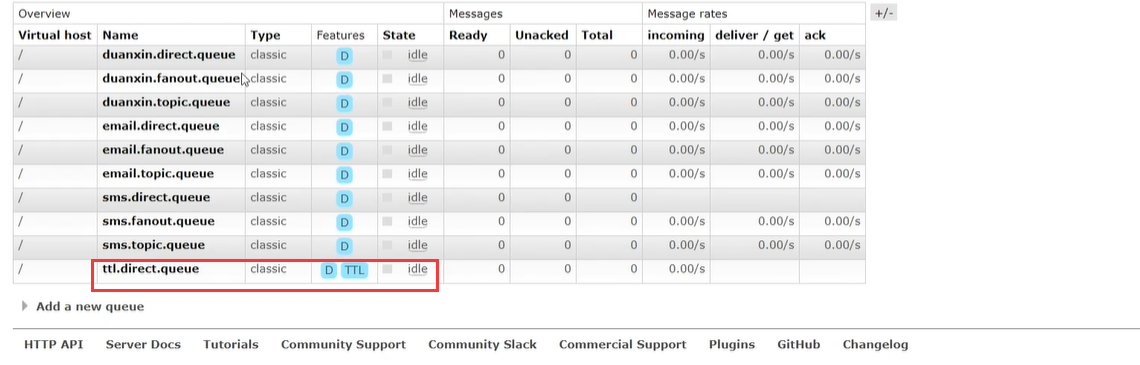 Overview Messages Message rates +/-
Virtual host Name Type Features State Ready Unacked Total incoming deliver / get ack
/ duanxin.direct.queue classic D idle 0 0 0 0.00/s 0.00/s 0.00/s
/ duanxin.fanout.queue classic D idle 0 0 0 0.00/s 0.00/s 0.00/s
/ duanxin.topic.queue classic D idle 0 0 0 0.00/s 0.00/s 0.00/s
/ email.direct.queue classic D idle 0 0 0 0.00/s 0.00/s 0.00/s
/ email.fanout.queue classic D idle 0 0 0 0.00/s 0.00/s 0.00/s
/ email.topic.queue classic D idle 0 0 0 0.00/s 0.00/s 0.00/s
/ sms.direct.queue classic D idle 0 0 0
/ sms.fanout.queue classic D idle 0 0 0 0.00/s 0.00/s 0.00/s
/ sms.topic.queue classic D idle 0 0 0 0.00/s 0.00/s 0.00/s
/ ttl.direct.queue classic D TTL idle 0 0 0 0.00/s
Add a new queue
HTTP API Server Docs Tutorials Community Support Community Slack Commercial Support Plugins GitHub Changelog